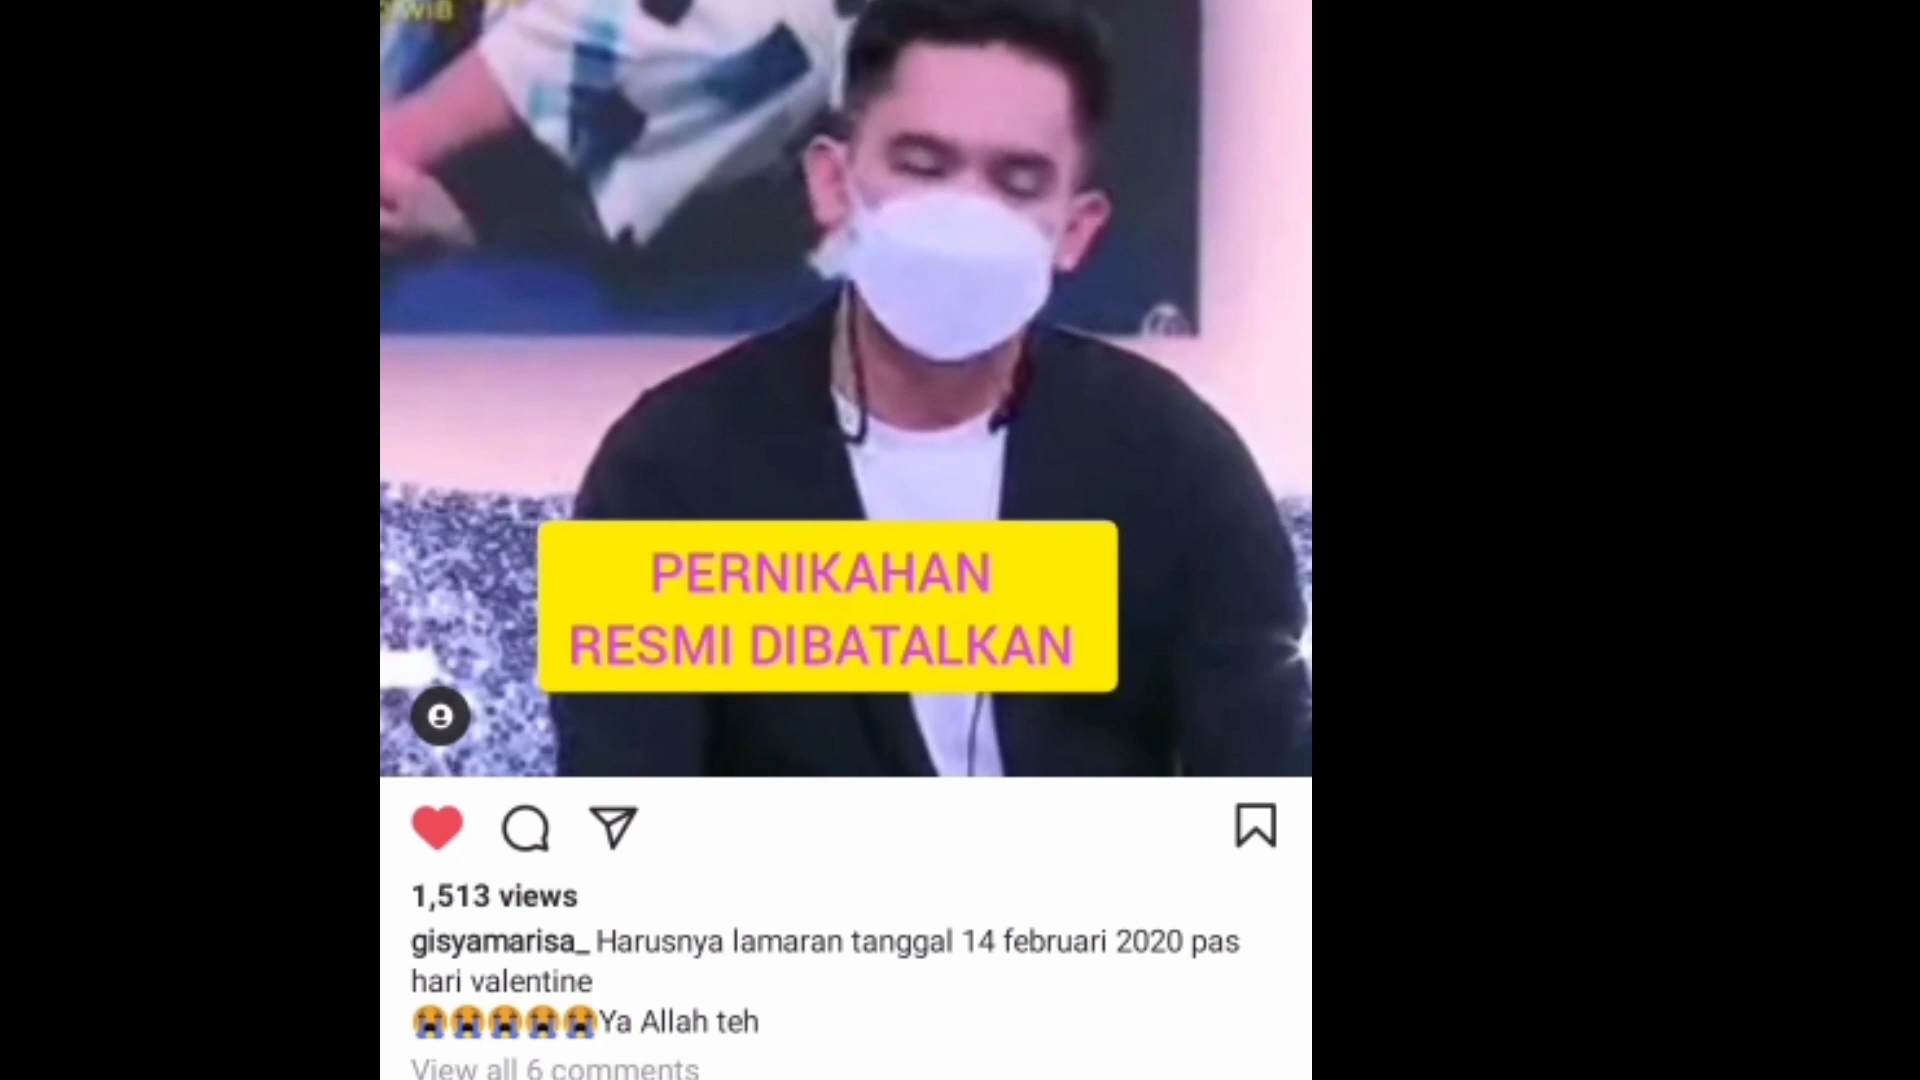 WIB
PERNIKAHAN
RESMI DIBATALKAN
1,513 views
gisyamarisa_ Harusnya lamaran tanggal 14 februari 2020 pas
hari valentine
😭😭😭😭😭Ya Allah teh
View all 6 comments